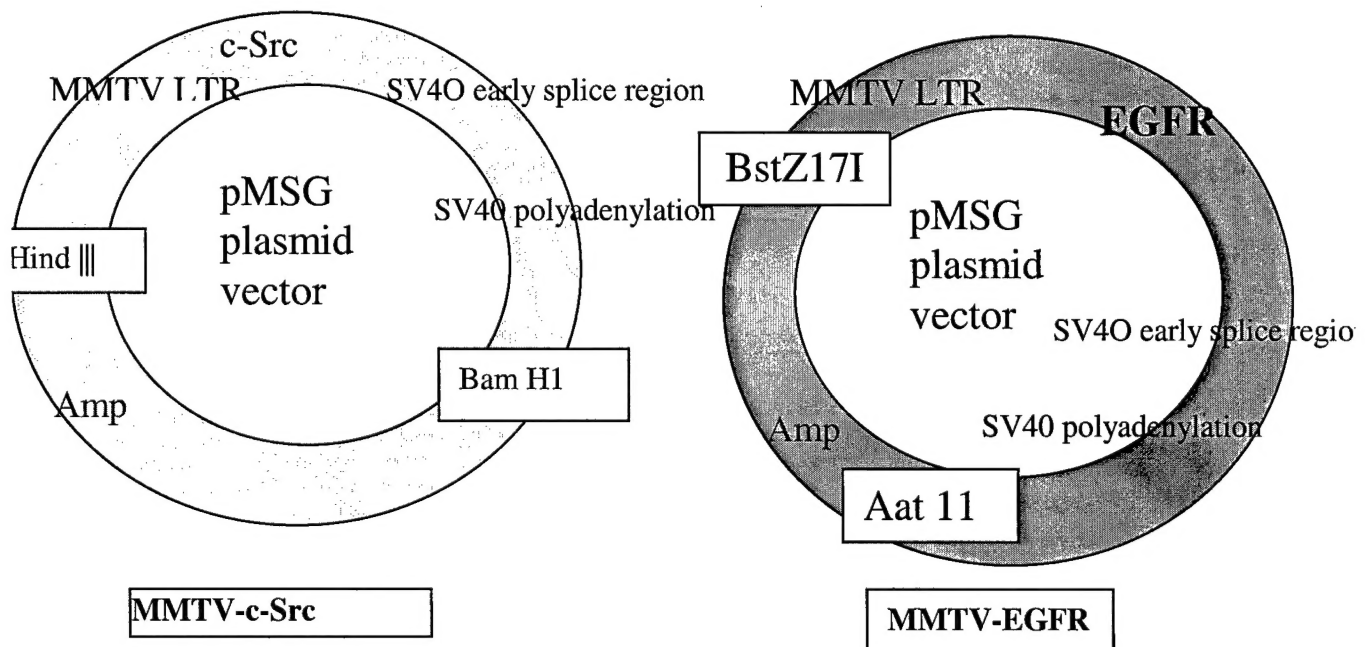 c-Src
MMTV LTR
SV4O early splice region
pMSG
plasmid
vector
SV40 polyadenylation
Hind |||
Bam H1
Amp
MMTV-c-Src
MMTV LTR
EGFR
BstZ17I
pMSG
plasmid
vector
SV4O early splice regio
SV40 polyadenylation
Amp
Aat 11
MMTV-EGFR